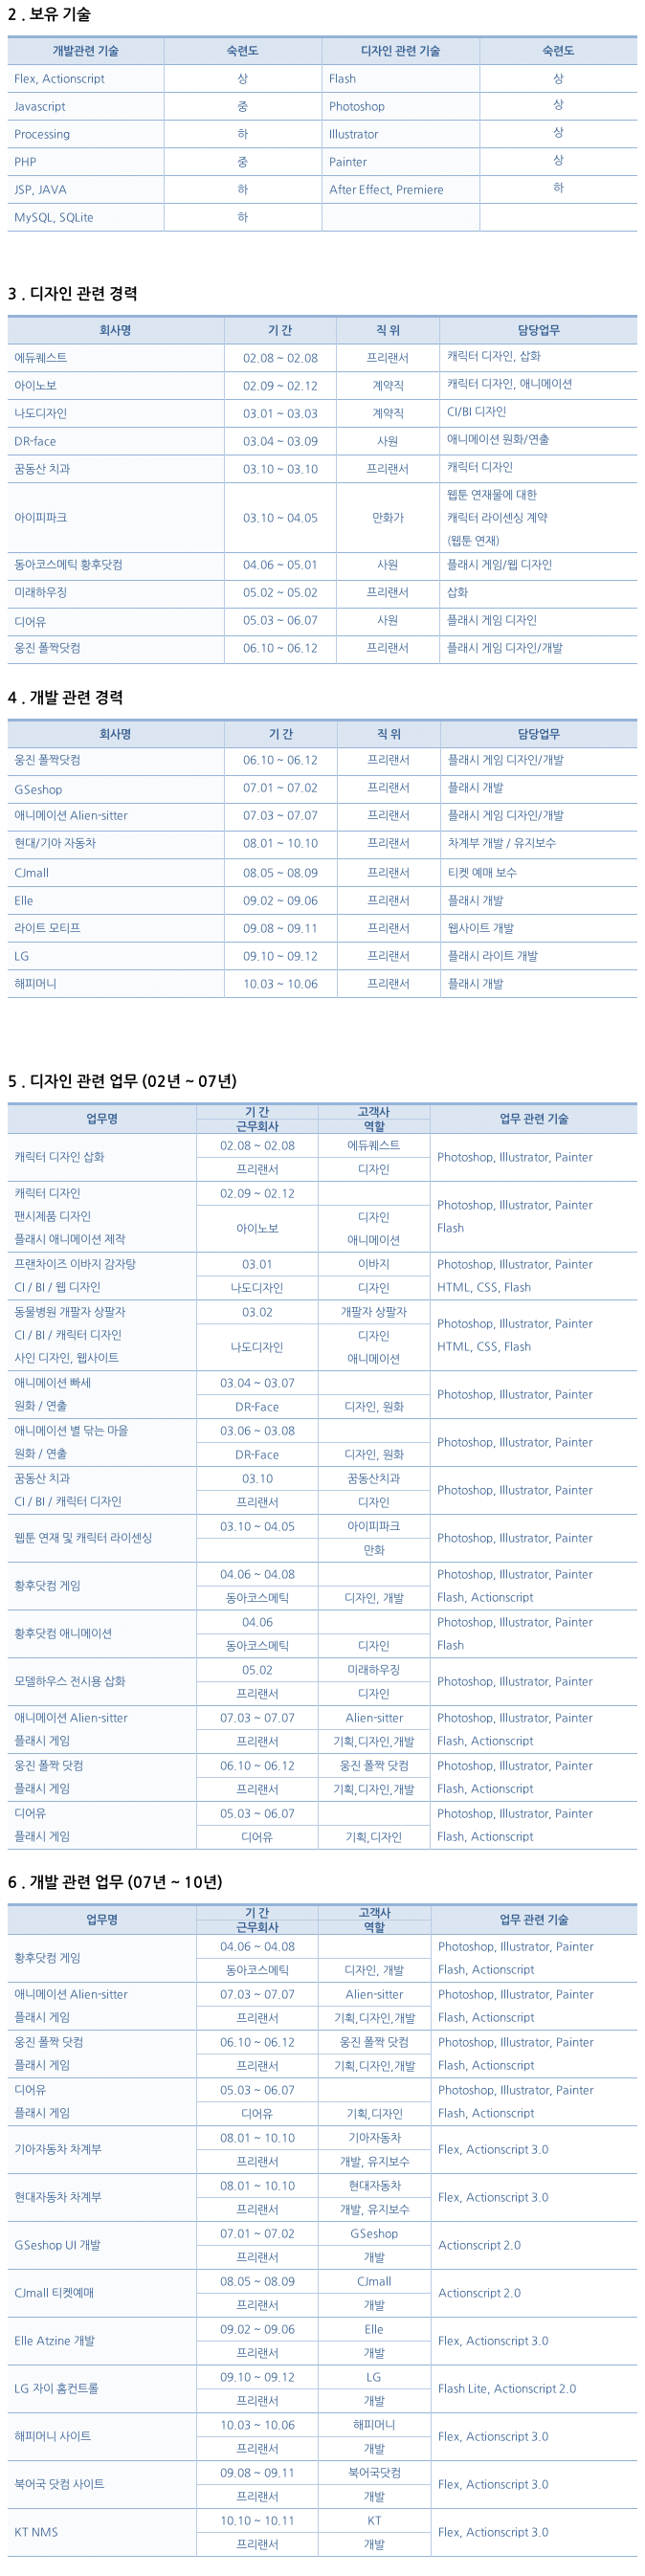 2 . 보유 기술
개발관련 기술 숙련도 디자인 관련 기술 숙련도
Flex, Actionscript 상 Flash 상
Javascript 중 Photoshop 상
Processing 하 Illustrator 상
PHP 중 Painter 상
JSP, JAVA 하 After Effect, Premiere 하
MySQL, SQLite 하
3 . 디자인 관련 경력
회사명 기 간 직 위 담당업무
에듀퀘스트 02.08 ~ 02.08 프리랜서 캐릭터 디자인, 삽화
아이노보 02.09 ~ 02.12 계약직 캐릭터 디자인, 애니메이션
나도디자인 03.01 ~ 03.03 계약직 CI/BI 디자인
DR-face 03.04 ~ 03.09 사원 애니메이션 원화/연출
꿈동산 치과 03.10 ~ 03.10 프리랜서 캐릭터 디자인
아이피파크 03.10 ~ 04.05 만화가 웹툰 연재물에 대한
캐릭터 라이센싱 계약
(웹툰 연재)
동아코스메틱 황후닷컴 04.06 ~ 05.01 사원 플래시 게임/웹 디자인
미래하우징 05.02 ~ 05.02 프리랜서 삽화
디어유 05.03 ~ 06.07 사원 플래시 게임 디자인
웅진 폴짝닷컴 06.10 ~ 06.12 프리랜서 플래시 게임 디자인/개발
4 . 개발 관련 경력
회사명 기 간 직 위 담당업무
웅진 폴짝닷컴 06.10 ~ 06.12 프리랜서 플래시 게임 디자인/개발
GSeshop 07.01 ~ 07.02 프리랜서 플래시 개발
애니메이션 Alien-sitter 07.03 ~ 07.07 프리랜서 플래시 게임 디자인/개발
현대/기아 자동차 08.01 ~ 10.10 프리랜서 차계부 개발 / 유지보수
CJmall 08.05 ~ 08.09 프리랜서 티켓 예매 보수
Elle 09.02 ~ 09.06 프리랜서 플래시 개발
라이트 모티프 09.08 ~ 09.11 프리랜서 웹사이트 개발
LG 09.10 ~ 09.12 프리랜서 플래시 라이트 개발
해피머니 10.03 ~ 10.06 프리랜서 플래시 개발
5 . 디자인 관련 업무 (02년 ~ 07년)
업무명 기 간 고객사 업무 관련 기술
근무회사 역할
캐릭터 디자인 삽화 02.08 ~ 02.08 에듀퀘스트 Photoshop, Illustrator, Painter
프리랜서 디자인
캐릭터 디자인 02.09 ~ 02.12 Photoshop, Illustrator, Painter
팬시제품 디자인 아이노보 디자인 Flash
플래시 애니메이션 제작 애니메이션
프랜차이즈 이바지 감자탕 03.01 이바지 Photoshop, Illustrator, Painter
CI / BI / 웹 디자인 나도디자인 디자인 HTML, CSS, Flash
동물병원 개팔자 상팔자 03.02 개팔자 상팔자 Photoshop, Illustrator, Painter
CI / BI / 캐릭터 디자인 나도디자인 디자인 HTML, CSS, Flash
사인 디자인, 웹사이트 애니메이션
애니메이션 빠세 03.04 ~ 03.07 Photoshop, Illustrator, Painter
원화 / 연출 DR-Face 디자인, 원화
애니메이션 별 닦는 마을 03.06 ~ 03.08 Photoshop, Illustrator, Painter
원화 / 연출 DR-Face 디자인, 원화
꿈동산 치과 03.10 꿈동산치과 Photoshop, Illustrator, Painter
CI / BI / 캐릭터 디자인 프리랜서 디자인
웹툰 연재 및 캐릭터 라이센싱 03.10 ~ 04.05 아이피파크 Photoshop, Illustrator, Painter
만화
황후닷컴 게임 04.06 ~ 04.08 Photoshop, Illustrator, Painter
동아코스메틱 디자인, 개발 Flash, Actionscript
황후닷컴 애니메이션 04.06 Photoshop, Illustrator, Painter
동아코스메틱 디자인 Flash
모델하우스 전시용 삽화 05.02 미래하우징 Photoshop, Illustrator, Painter
프리랜서 디자인
애니메이션 Alien-sitter 07.03 ~ 07.07 Alien-sitter Photoshop, Illustrator, Painter
플래시 게임 프리랜서 기획,디자인,개발 Flash, Actionscript
웅진 폴짝 닷컴 06.10 ~ 06.12 웅진 폴짝 닷컴 Photoshop, Illustrator, Painter
플래시 게임 프리랜서 기획,디자인,개발 Flash, Actionscript
디어유 05.03 ~ 06.07 Photoshop, Illustrator, Painter
플래시 게임 디어유 기획,디자인 Flash, Actionscript
6 . 개발 관련 업무 (07년 ~ 10년)
업무명 기 간 고객사 업무 관련 기술
근무회사 역할
황후닷컴 게임 04.06 ~ 04.08 Photoshop, Illustrator, Painter
동아코스메틱 디자인, 개발 Flash, Actionscript
애니메이션 Alien-sitter 07.03 ~ 07.07 Alien-sitter Photoshop, Illustrator, Painter
플래시 게임 프리랜서 기획,디자인,개발 Flash, Actionscript
웅진 폴짝 닷컴 06.10 ~ 06.12 웅진 폴짝 닷컴 Photoshop, Illustrator, Painter
플래시 게임 프리랜서 기획,디자인,개발 Flash, Actionscript
디어유 05.03 ~ 06.07 Photoshop, Illustrator, Painter
플래시 게임 디어유 기획,디자인 Flash, Actionscript
기아자동차 차계부 08.01 ~ 10.10 기아자동차 Flex, Actionscript 3.0
프리랜서 개발, 유지보수
현대자동차 차계부 08.01 ~ 10.10 현대자동차 Flex, Actionscript 3.0
프리랜서 개발, 유지보수
GSeshop UI 개발 07.01 ~ 07.02 GSeshop Actionscript 2.0
프리랜서 개발
CJmall 티켓예매 08.05 ~ 08.09 CJmall Actionscript 2.0
프리랜서 개발
Elle Atzine 개발 09.02 ~ 09.06 Elle Flex, Actionscript 3.0
프리랜서 개발
LG 자이 홈컨트롤 09.10 ~ 09.12 LG Flash Lite, Actionscript 2.0
프리랜서 개발
해피머니 사이트 10.03 ~ 10.06 해피머니 Flex, Actionscript 3.0
프리랜서 개발
북어국 닷컴 사이트 09.08 ~ 09.11 북어국닷컴 Flex, Actionscript 3.0
프리랜서 개발
KT NMS 10.10 ~ 10.11 KT Flex, Actionscript 3.0
프리랜서 개발